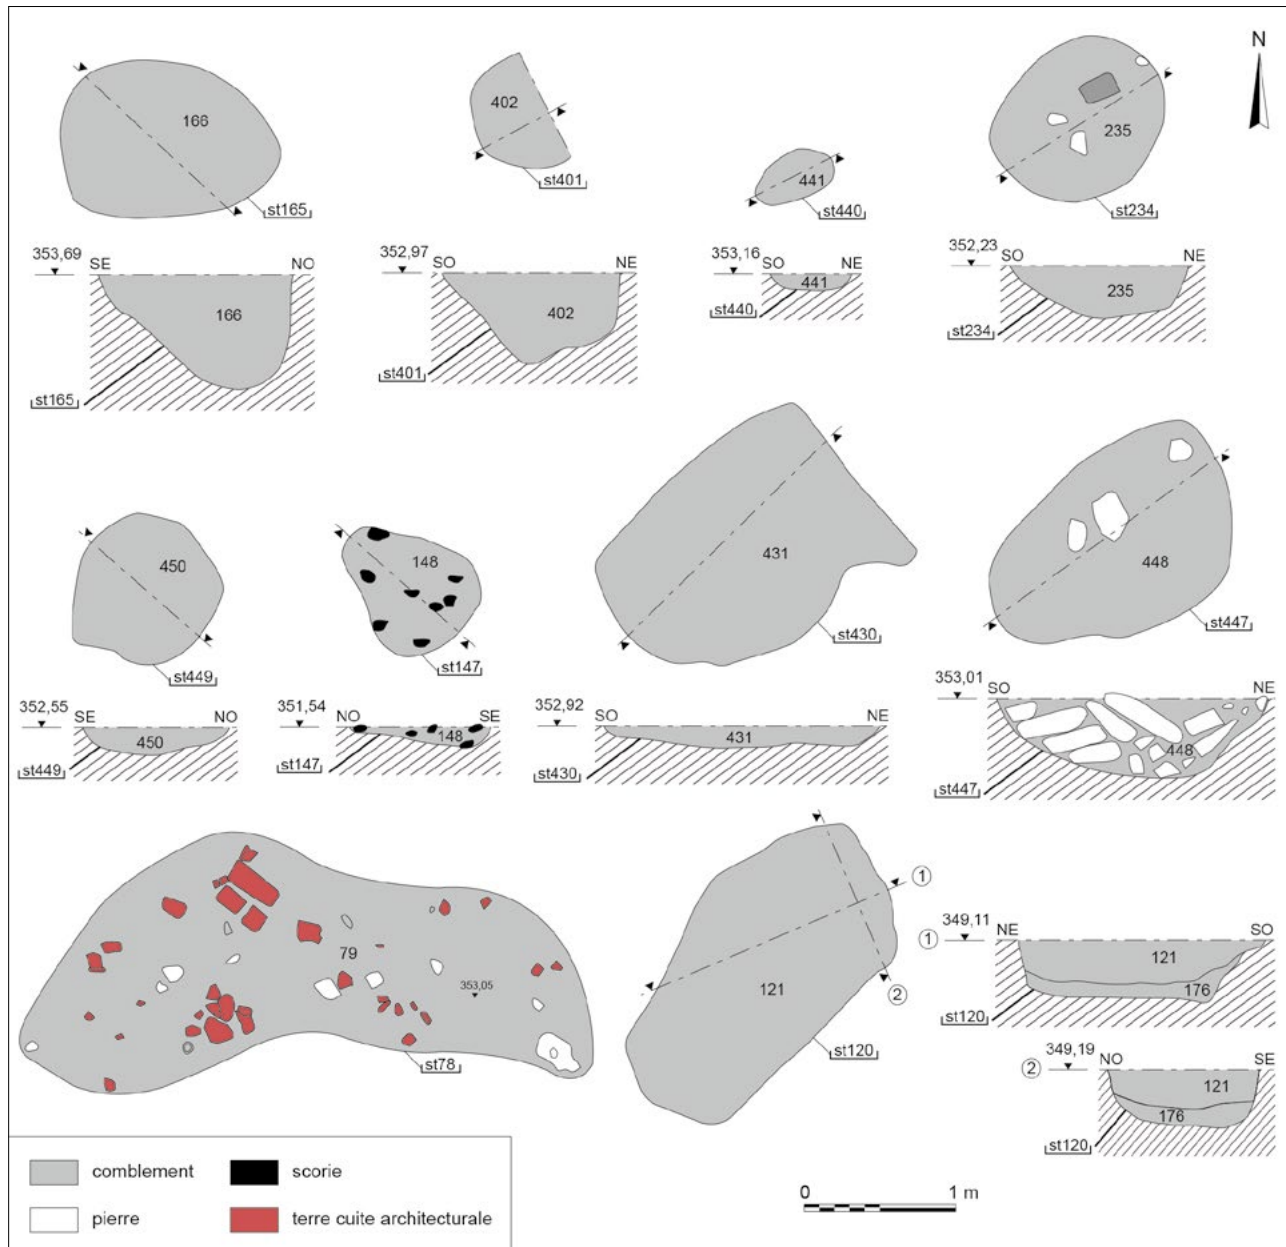 N
166
st165
402
st401
441
st440
235
st234
353,69
SE
NO
166
st165
352,97
SO
NE
402
st401
353,16
SO
NE
441
st440
352,23
SO
NE
235
st234
450
st449
148
st147
431
st430
448
st447
352,55
SE
NO
450
st449
351,54
NO
SE
148
st147
352,92
SO
NE
431
st430
353,01
SO
NE
448
st447
79
353,05
st78
1
2
121
st120
1
349,11
NE
SO
121
176
st120
2
349,19
NO
SE
121
176
st120
comblement
scorie
pierre
terre cuite architecturale
0
1 m